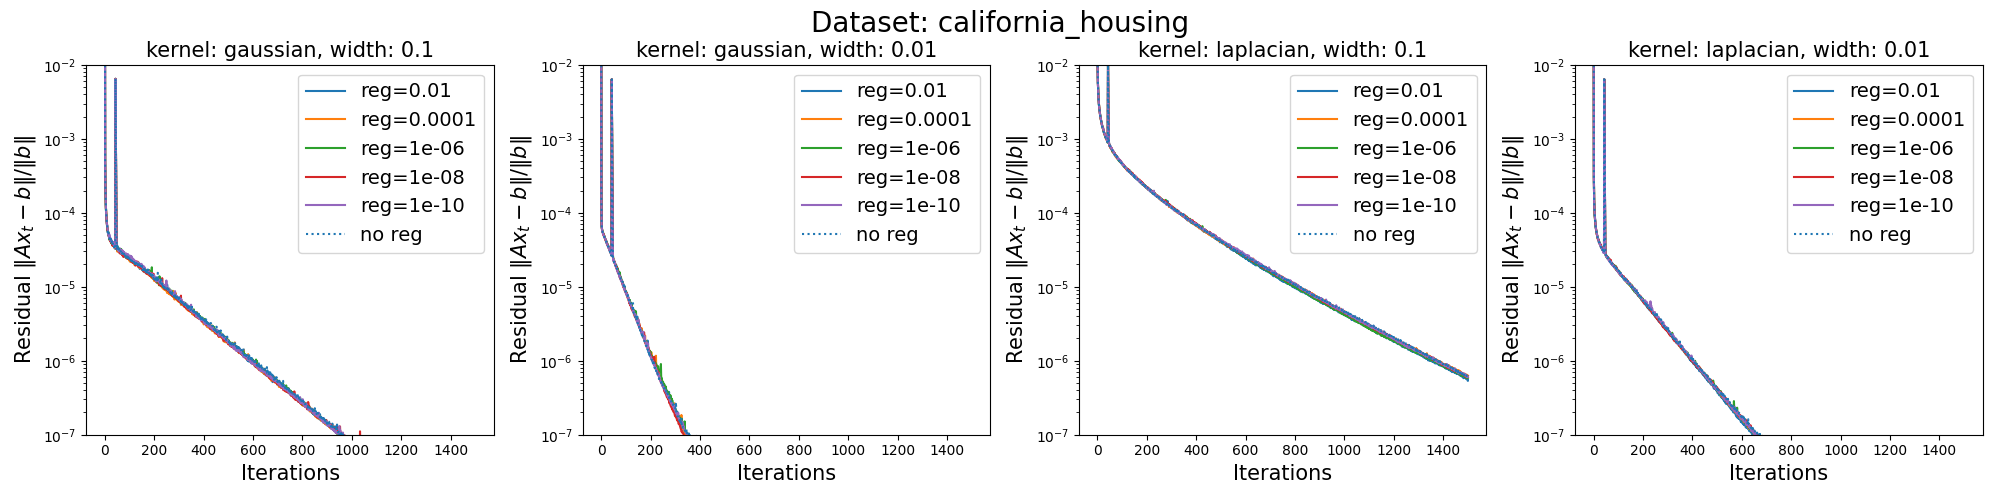 Dataset: california_housing
kernel: gaussian, width: 0.1
Residual ‖Ax_t − b‖/‖b‖
10⁻²
10⁻³
10⁻⁴
10⁻⁵
10⁻⁶
10⁻⁷
reg=0.01
reg=0.0001
reg=1e-06
reg=1e-08
reg=1e-10
no reg
0 200 400 600 800 1000 1200 1400
Iterations
kernel: gaussian, width: 0.01
Residual ‖Ax_t − b‖/‖b‖
10⁻²
10⁻³
10⁻⁴
10⁻⁵
10⁻⁶
10⁻⁷
reg=0.01
reg=0.0001
reg=1e-06
reg=1e-08
reg=1e-10
no reg
0 200 400 600 800 1000 1200 1400
Iterations
kernel: laplacian, width: 0.1
Residual ‖Ax_t − b‖/‖b‖
10⁻²
10⁻³
10⁻⁴
10⁻⁵
10⁻⁶
10⁻⁷
reg=0.01
reg=0.0001
reg=1e-06
reg=1e-08
reg=1e-10
no reg
0 200 400 600 800 1000 1200 1400
Iterations
kernel: laplacian, width: 0.01
Residual ‖Ax_t − b‖/‖b‖
10⁻²
10⁻³
10⁻⁴
10⁻⁵
10⁻⁶
10⁻⁷
reg=0.01
reg=0.0001
reg=1e-06
reg=1e-08
reg=1e-10
no reg
0 200 400 600 800 1000 1200 1400
Iterations